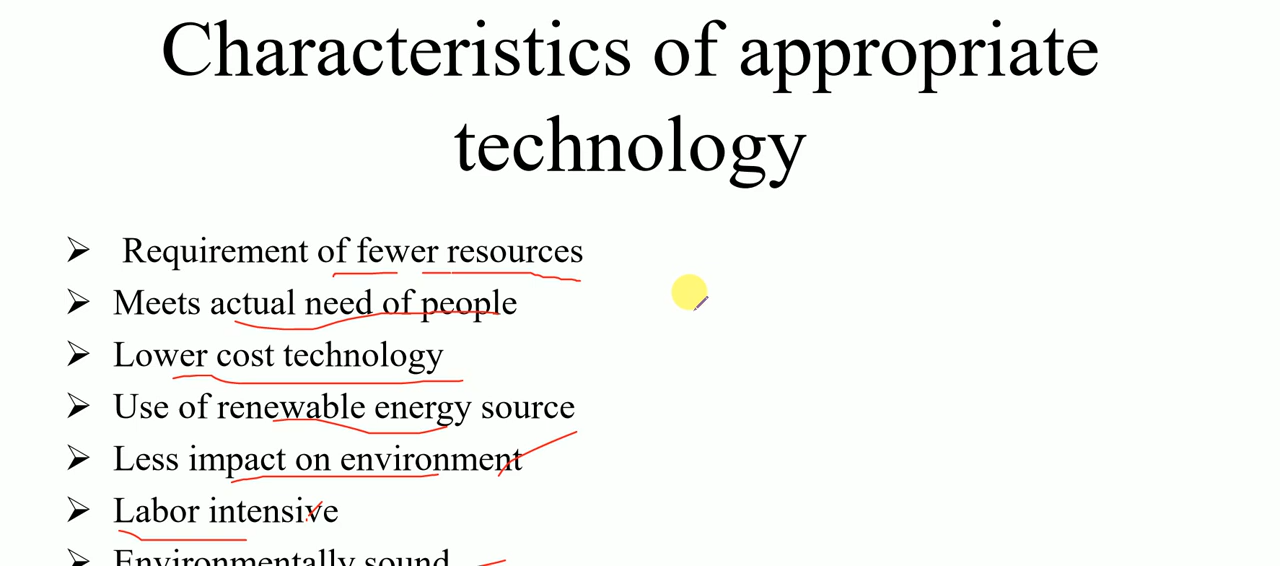 Characteristics of appropriate
technology
➢ Requirement of fewer resources
➢ Meets actual need of people
➢ Lower cost technology
➢ Use of renewable energy source
➢ Less impact on environment
➢ Labor intensive
➢ Environmentally sound